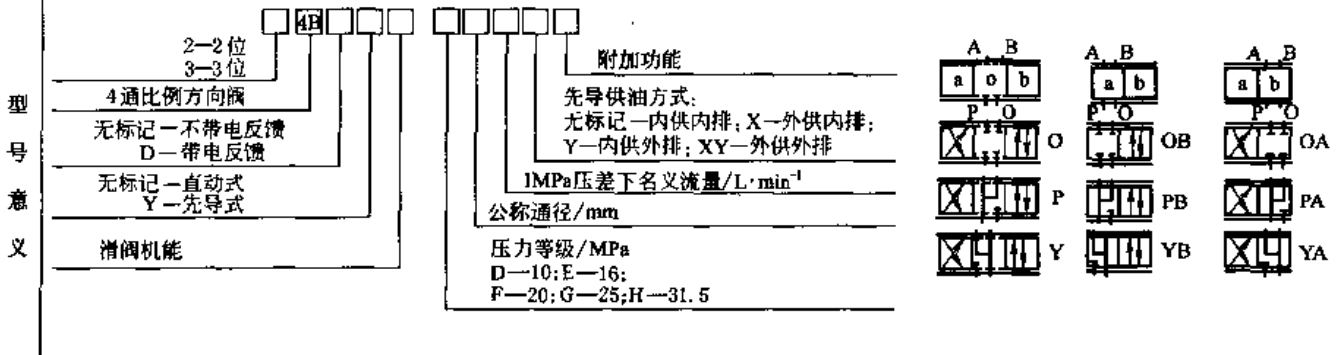 4B
2—2位
3—3位
4通比例方向阀
无标记—不带电反馈
D—带电反馈
无标记—直动式
Y—先导式
滑阀机能
型号意义
附加功能
先导供油方式:
无标记—内供内排;X—外供内排;
Y—内供外排;XY—外供外排
1MPa压差下名义流量/L·min⁻¹
公称通径/mm
压力等级/MPa
D—10;E—16;
F—20;G—25;H—31.5
A B
a o b
P O
O
P
Y
A B
a b
P O
OB
PB
YB
A B
a b
P O
OA
PA
YA